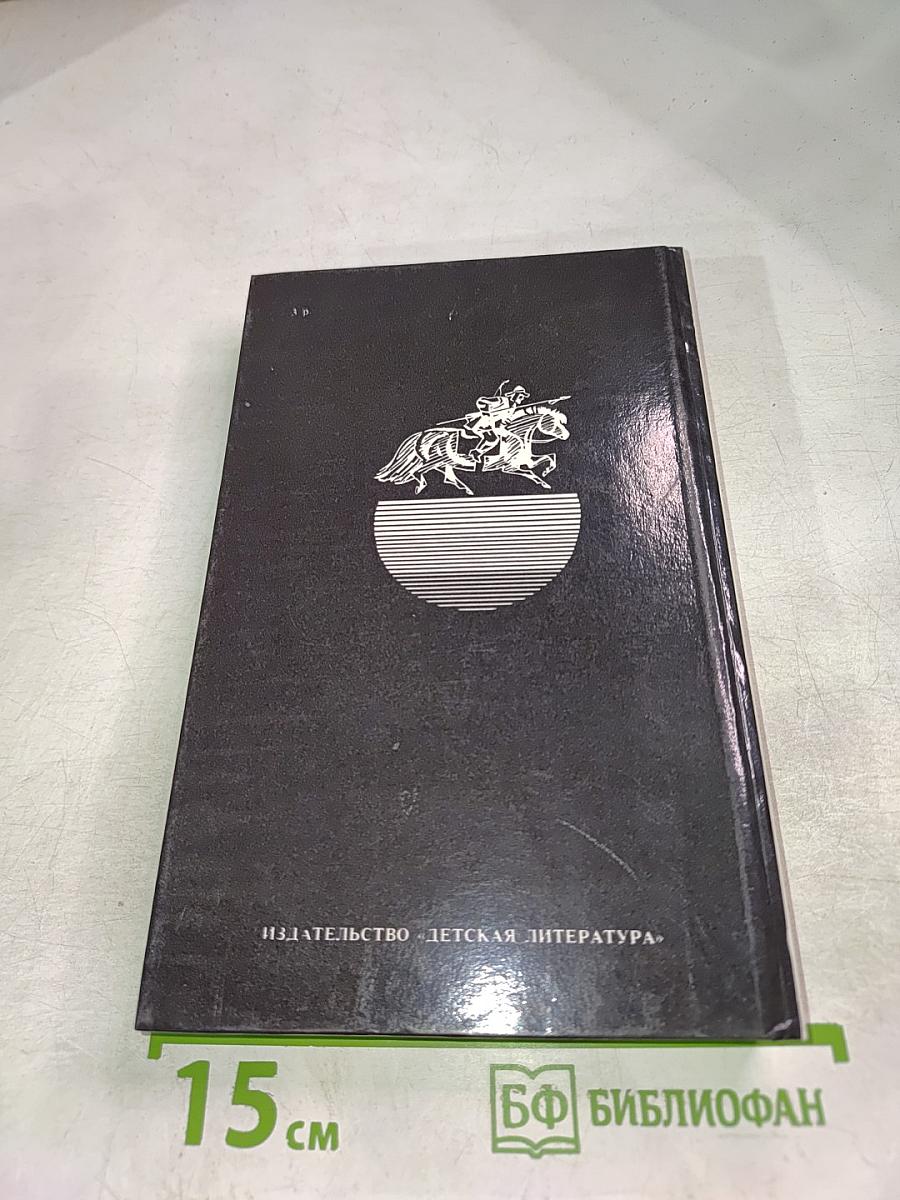 ИЗДАТЕЛЬСТВО «ДЕТСКАЯ ЛИТЕРАТУРА»
15 см
БФ БИБЛИОФАН